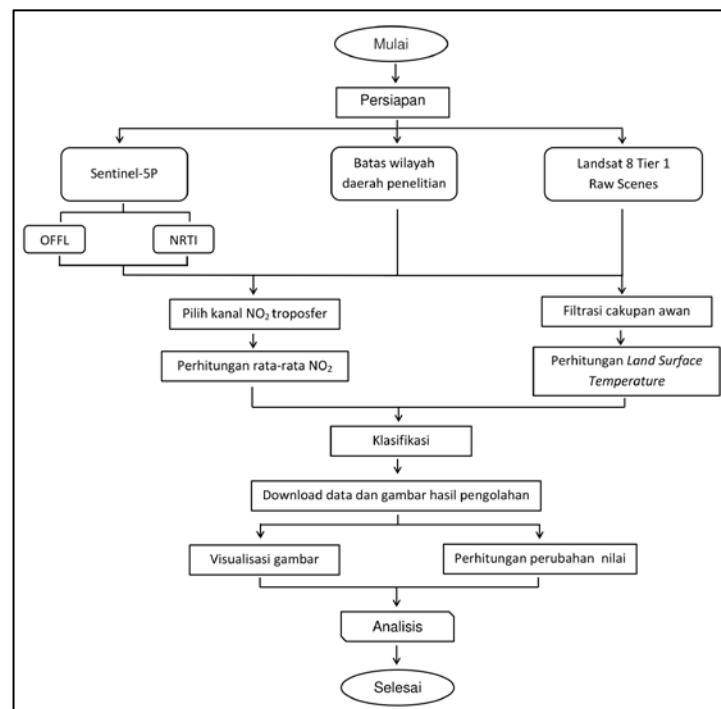 Mulai
Persiapan
Sentinel-5P
Batas wilayah
daerah penelitian
Landsat 8 Tier 1
Raw Scenes
OFFL
NRTI
Pilih kanal NO₂ troposfer
Filtrasi cakupan awan
Perhitungan rata-rata NO₂
Perhitungan Land Surface
Temperature
Klasifikasi
Download data dan gambar hasil pengolahan
Visualisasi gambar
Perhitungan perubahan nilai
Analisis
Selesai